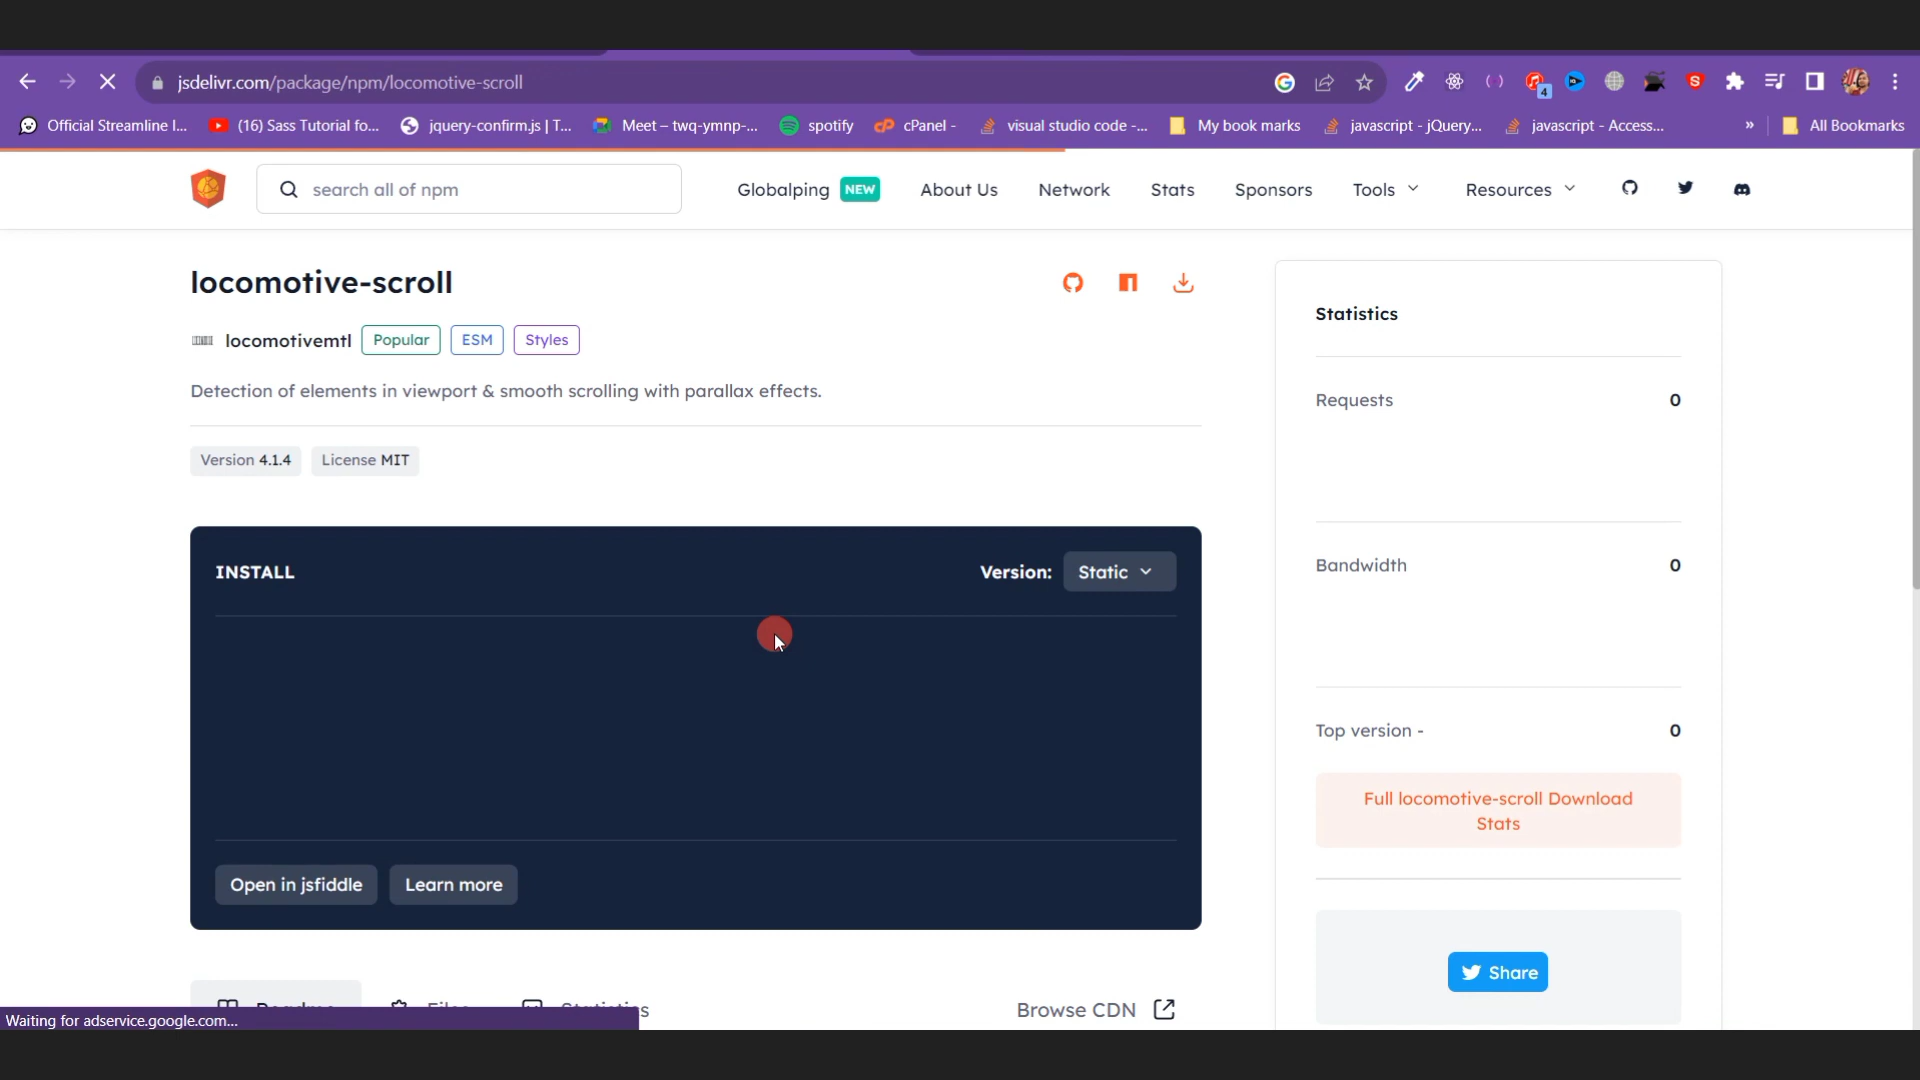 jsdelivr.com/package/npm/locomotive-scroll
4
Official Streamline I...
(16) Sass Tutorial fo...
jquery-confirm.js | T...
Meet – twq-ymnp-...
spotify
cPanel -
visual studio code -...
My book marks
javascript - jQuery...
javascript - Access...
»
All Bookmarks
search all of npm
Globalping NEW
About Us
Network
Stats
Sponsors
Tools
Resources
locomotive-scroll
locomotivemtl
Popular
ESM
Styles
Detection of elements in viewport & smooth scrolling with parallax effects.
Version 4.1.4
License MIT
INSTALL
Version:
Static
Open in jsfiddle
Learn more
Readme
Files
Statistics
Browse CDN
Statistics
Requests 0
Bandwidth 0
Top version - 0
Full locomotive-scroll Download
Stats
Share
Waiting for adservice.google.com...